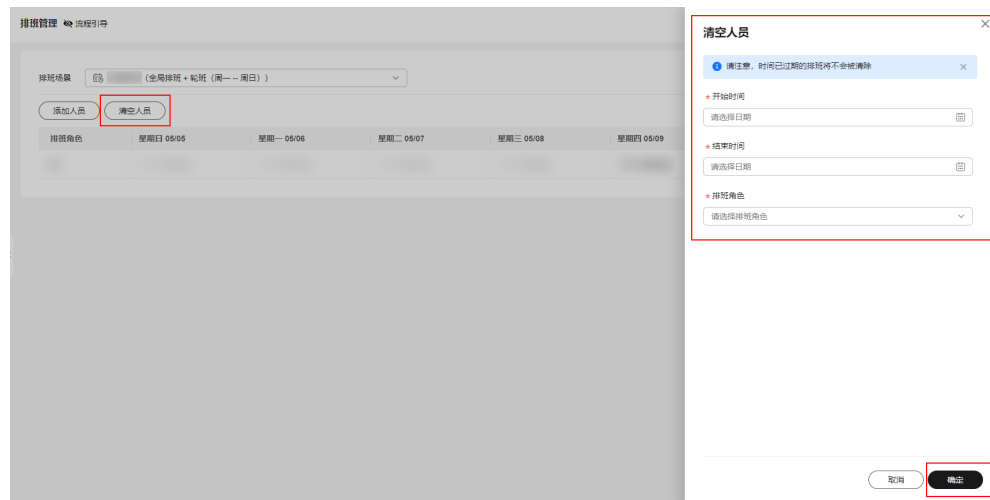 排班管理 流程引导
排班场景 (全局排班 + 轮班（周一 -- 周日）)
添加人员 清空人员
排班角色 星期日 05/05 星期一 05/06 星期二 05/07 星期三 05/08 星期四 05/09
清空人员
请注意，时间已过期的排班将不会被清除
* 开始时间
请选择日期
* 结束时间
请选择日期
* 排班角色
请选择排班角色
取消 确定